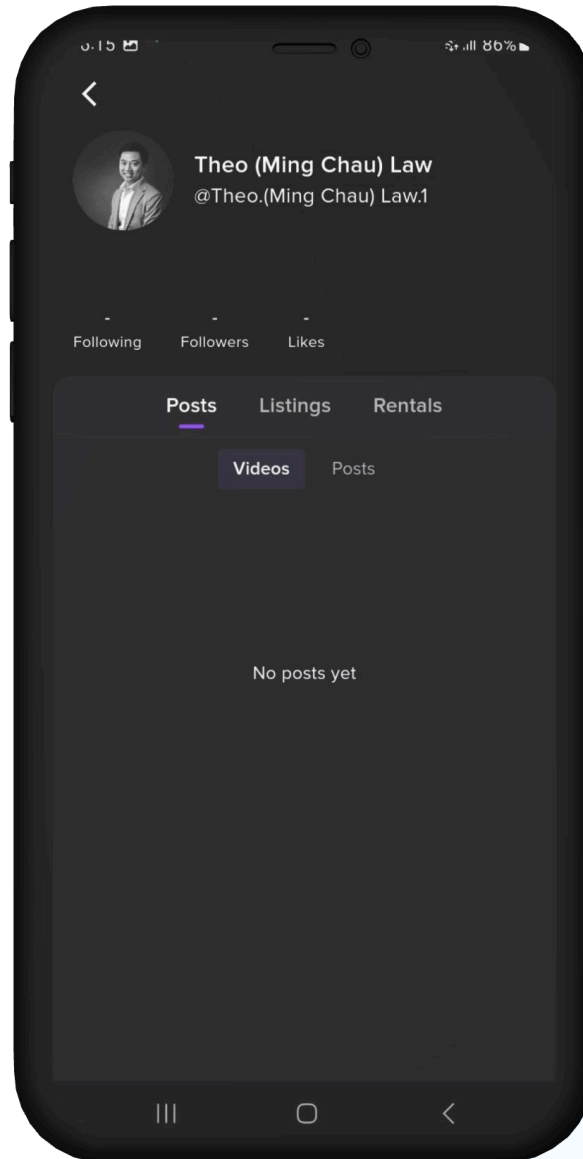 86%
Theo (Ming Chau) Law
@Theo.(Ming Chau) Law.1
- - -
Following Followers Likes
Posts Listings Rentals
Videos Posts
No posts yet